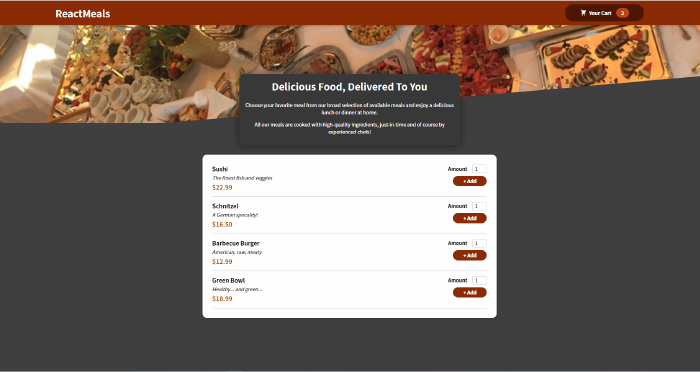 ReactMeals
Your Cart 3
Delicious Food, Delivered To You
Choose your favorite meal from our broad selection of available meals and enjoy a delicious
lunch or dinner at home.
All our meals are cooked with high-quality ingredients, just-in-time and of course by
experienced chefs!
Sushi
The finest fish and veggies
$22.99
Amount 1
+ Add
Schnitzel
A German specialty!
$16.50
Amount 1
+ Add
Barbecue Burger
American, raw, meaty
$12.99
Amount 1
+ Add
Green Bowl
Healthy...and green...
$18.99
Amount 1
+ Add